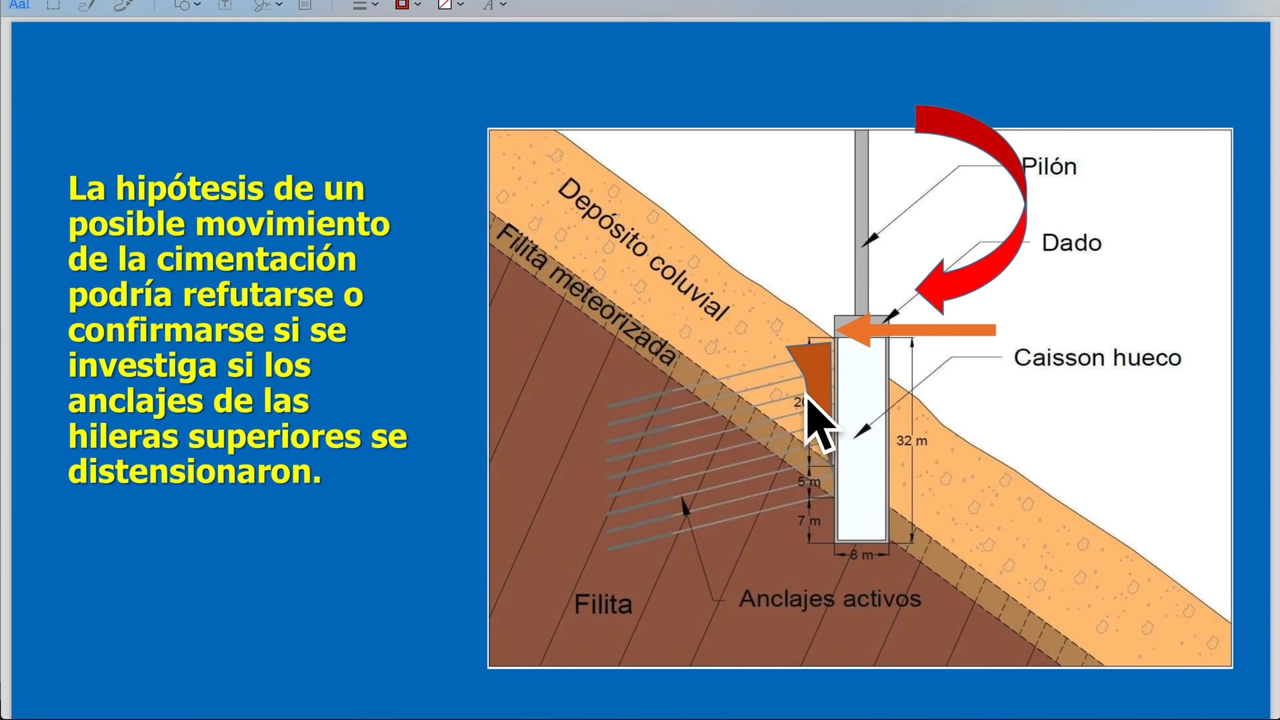 AaI
La hipótesis de un
posible movimiento
de la cimentación
podría refutarse o
confirmarse si se
investiga si los
anclajes de las
hileras superiores se
distensionaron.
Pilón
Dado
Depósito coluvial
Filita meteorizada
Caisson hueco
32 m
5 m
7 m
8 m
Filita
Anclajes activos